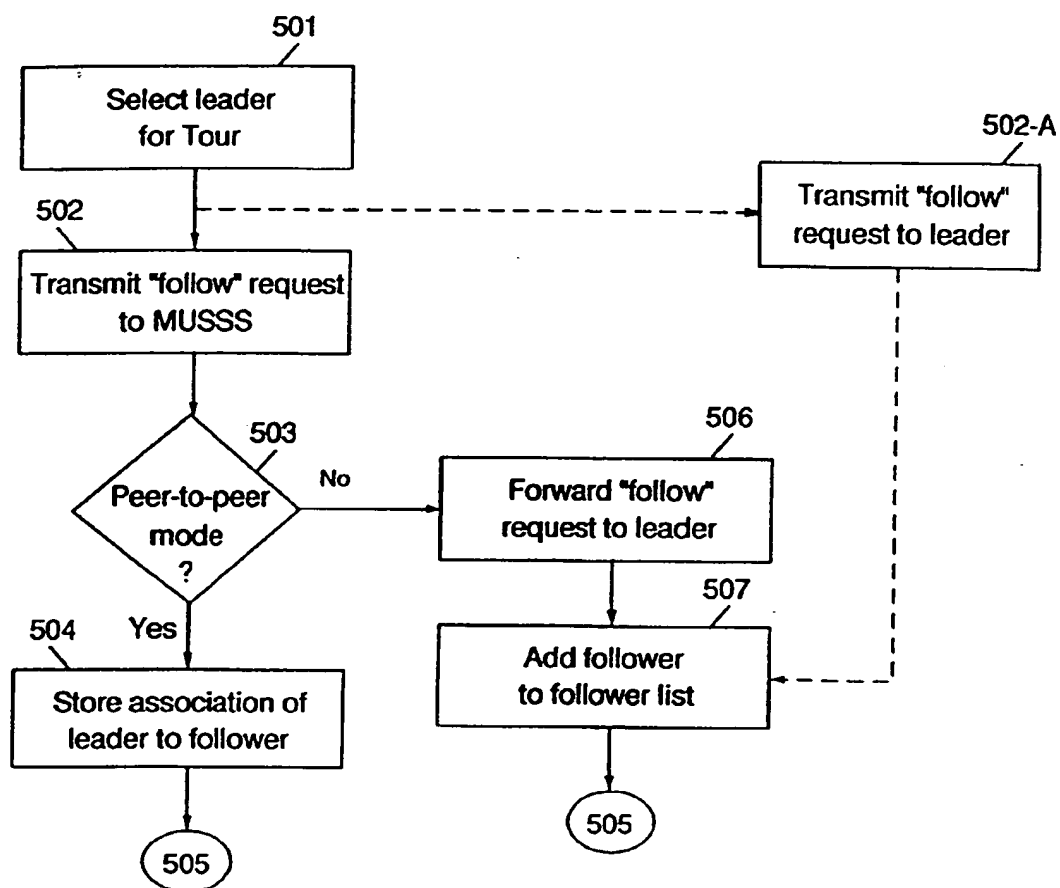 501
Select leader
for Tour
502-A
Transmit "follow"
request to leader
502
Transmit "follow" request
to MUSSS
503
Peer-to-peer
mode
?
No
Yes
506
Forward "follow"
request to leader
507
Add follower
to follower list
504
Store association of
leader to follower
505
505